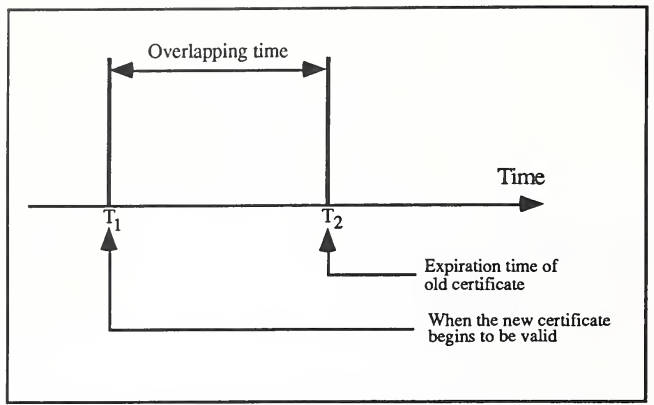 Overlapping time
Time
T1
T2
Expiration time of
old certificate
When the new certificate
begins to be valid